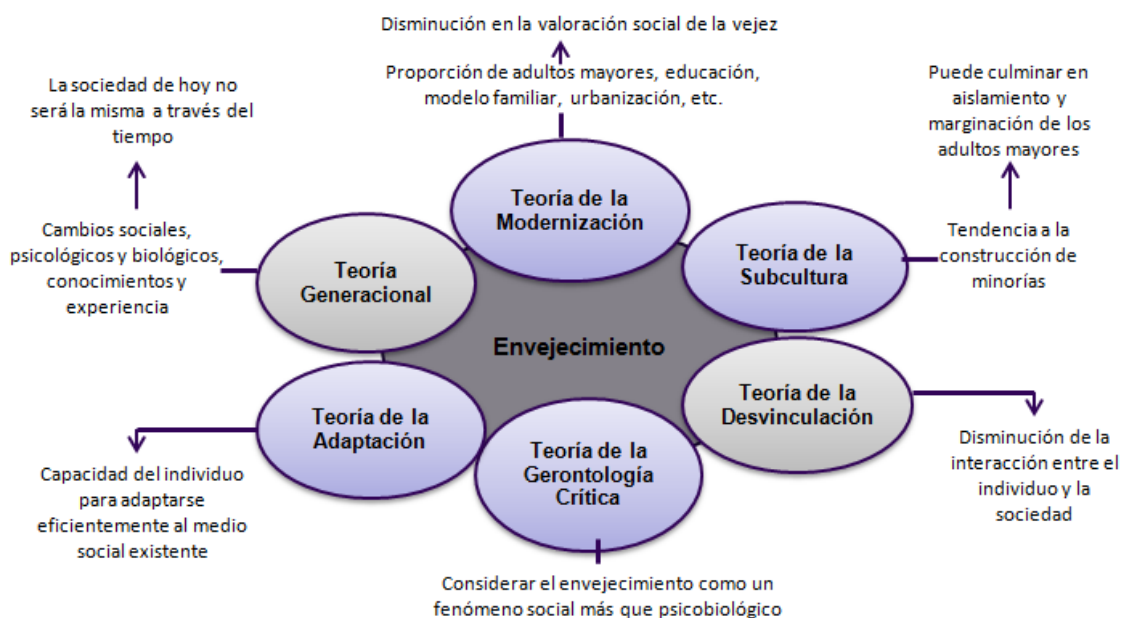 Disminución en la valoración social de la vejez
Proporción de adultos mayores, educación,
modelo familiar, urbanización, etc.
La sociedad de hoy no
será la misma a través del
tiempo
Puede culminar en
aislamiento y
marginación de los
adultos mayores
Teoría de la
Modernización
Cambios sociales,
psicológicos y biológicos,
conocimientos y
experiencia
Teoría
Generacional
Teoría de la
Subcultura
Tendencia a la
construcción de
minorías
Envejecimiento
Teoría de la
Adaptación
Teoría de la
Desvinculación
Teoría de la
Gerontología
Crítica
Capacidad del individuo
para adaptarse
eficientemente al medio
social existente
Disminución de la
interacción entre el
individuo y la
sociedad
Considerar el envejecimiento como un
fenómeno social más que psicobiológico